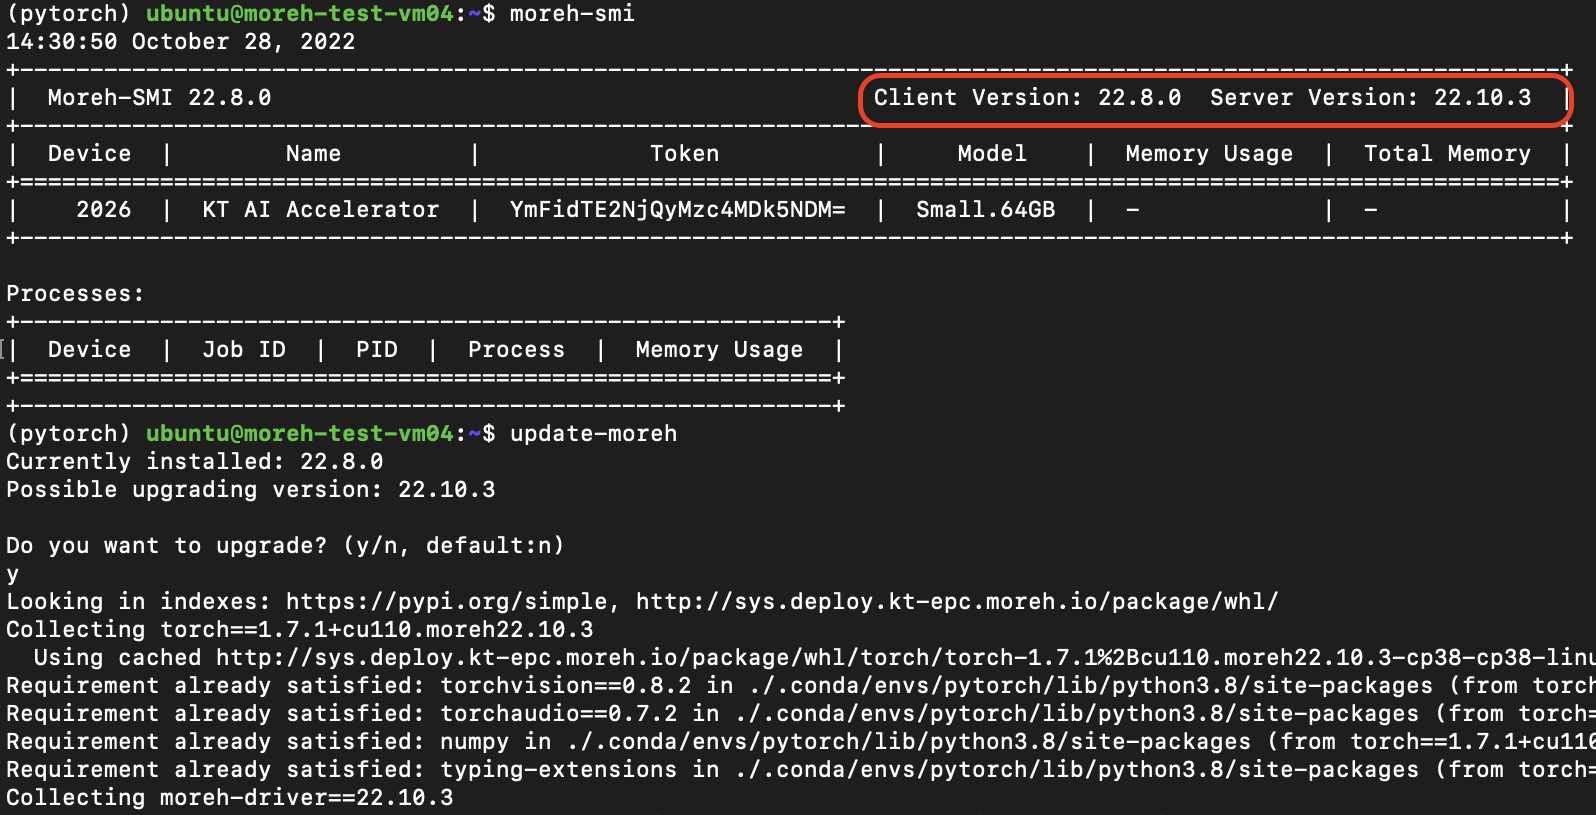 (pytorch) ubuntu@moreh-test-vm04:~$ moreh-smi
14:30:50 October 28, 2022
| Moreh-SMI 22.8.0 Client Version: 22.8.0 Server Version: 22.10.3 |
| Device | Name | Token | Model | Memory Usage | Total Memory |
| 2026 | KT AI Accelerator | YmFidTE2NjQyMzc4MDk5NDM= | Small.64GB | - | - |
Processes:
| Device | Job ID | PID | Process | Memory Usage |
(pytorch) ubuntu@moreh-test-vm04:~$ update-moreh
Currently installed: 22.8.0
Possible upgrading version: 22.10.3
Do you want to upgrade? (y/n, default:n)
y
Looking in indexes: https://pypi.org/simple, http://sys.deploy.kt-epc.moreh.io/package/whl/
Collecting torch==1.7.1+cu110.moreh22.10.3
Using cached http://sys.deploy.kt-epc.moreh.io/package/whl/torch/torch-1.7.1%2Bcu110.moreh22.10.3-cp38-cp38-linu
Requirement already satisfied: torchvision==0.8.2 in ./.conda/envs/pytorch/lib/python3.8/site-packages (from torch
Requirement already satisfied: torchaudio==0.7.2 in ./.conda/envs/pytorch/lib/python3.8/site-packages (from torch=
Requirement already satisfied: numpy in ./.conda/envs/pytorch/lib/python3.8/site-packages (from torch==1.7.1+cu110
Requirement already satisfied: typing-extensions in ./.conda/envs/pytorch/lib/python3.8/site-packages (from torch=
Collecting moreh-driver==22.10.3